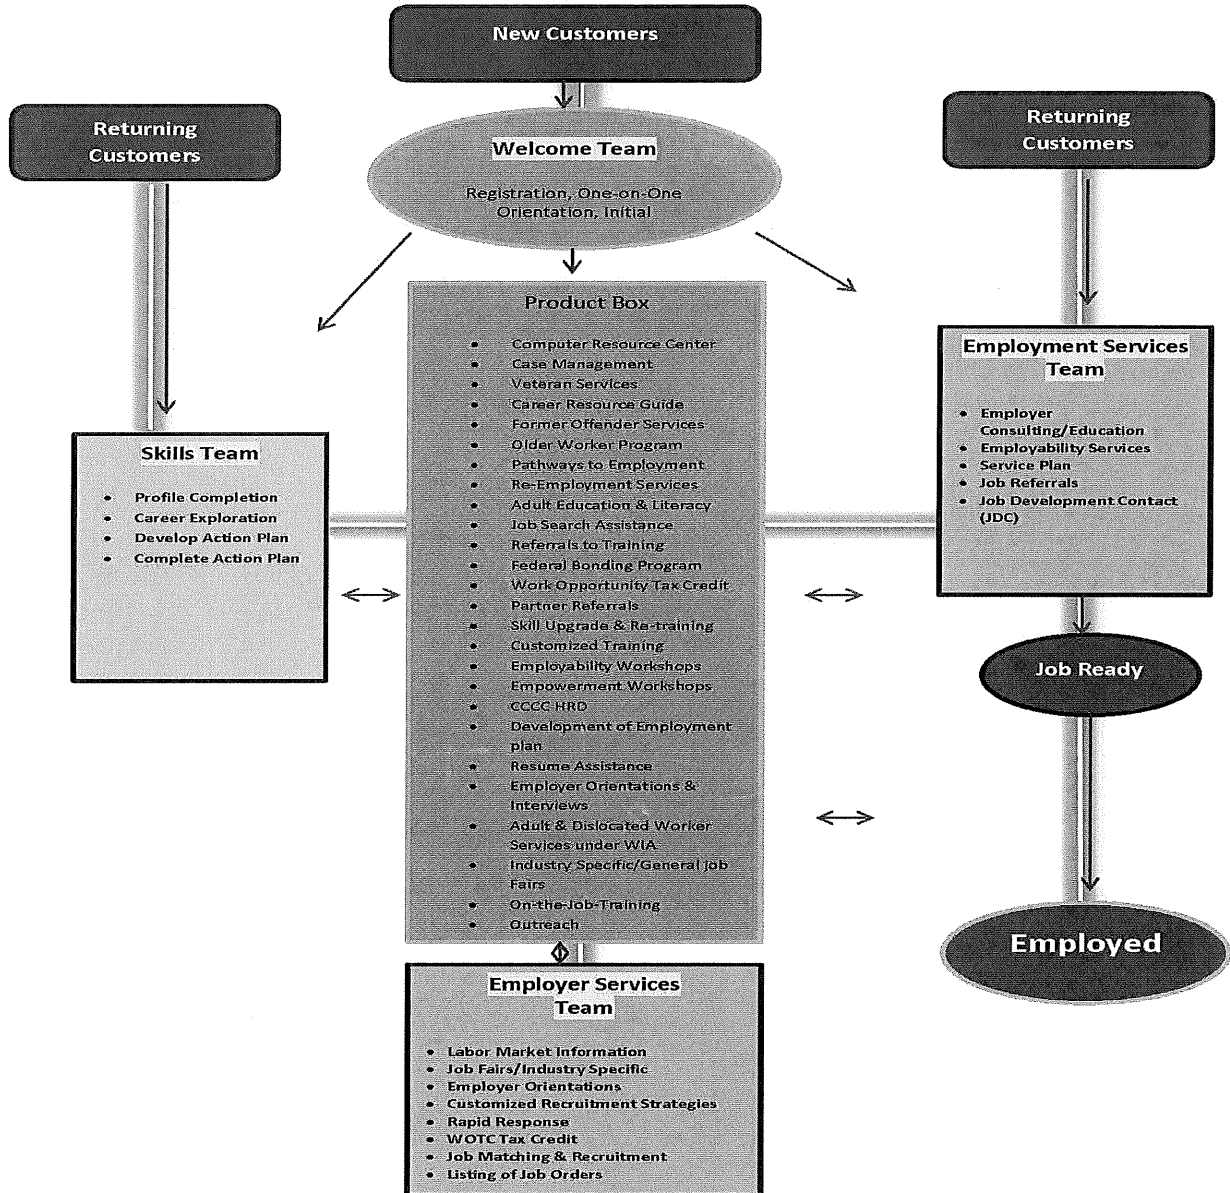 New Customers
Returning
Customers
Welcome Team
Registration, One-on-One
Orientation, Initial
Returning
Customers
Product Box
• Computer Resource Center
• Case Management
• Veteran Services
• Career Resource Guide
• Former Offender Services
• Older Worker Program
• Pathways to Employment
• Re-Employment Services
• Adult Education & Literacy
• Job Search Assistance
• Referrals to Training
• Federal Bonding Program
• Work Opportunity Tax Credit
• Partner Referrals
• Skill Upgrade & Re-training
• Customized Training
• Employability Workshops
• Empowerment Workshops
• CCCC HRD
• Development of Employment
plan
• Resume Assistance
• Employer Orientations &
Interviews
• Adult & Dislocated Worker
Services under WIA
• Industry Specific/General Job
Fairs
• On-the-Job-Training
• Outreach
Skills Team
• Profile Completion
• Career Exploration
• Develop Action Plan
• Complete Action Plan
Employment Services
Team
• Employer
Consulting/Education
• Employability Services
• Service Plan
• Job Referrals
• Job Development Contact
(JDC)
Job Ready
Employed
Employer Services
Team
• Labor Market Information
• Job Fairs/Industry Specific
• Employer Orientations
• Customized Recruitment Strategies
• Rapid Response
• WOTC Tax Credit
• Job Matching & Recruitment
• Listing of Job Orders